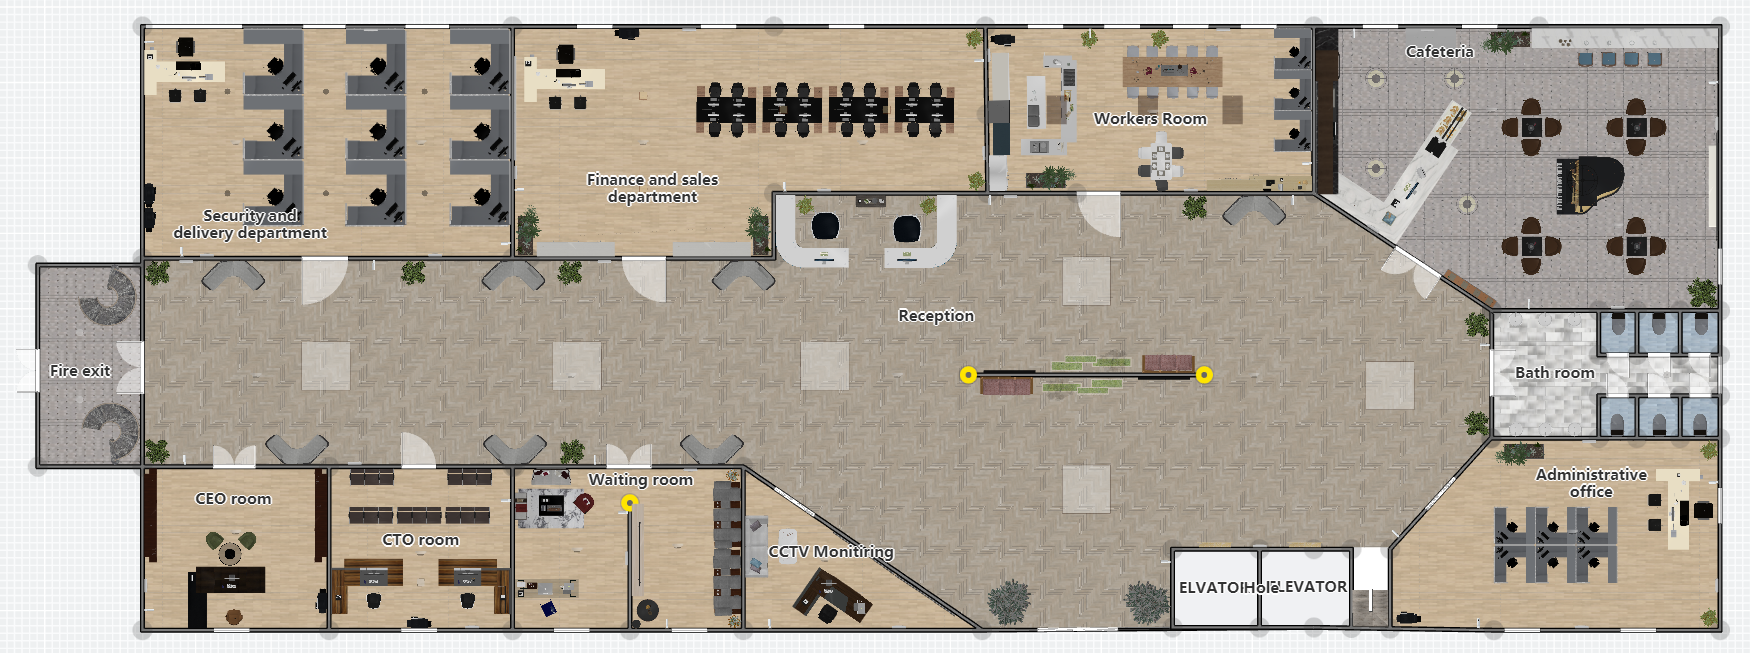 Cafeteria
Workers Room
Finance and sales
department
Security and
delivery department
Reception
Fire exit
Bath room
Waiting room
CEO room
CTO room
CCTV Monitiring
Administrative
office
ELEVATOR